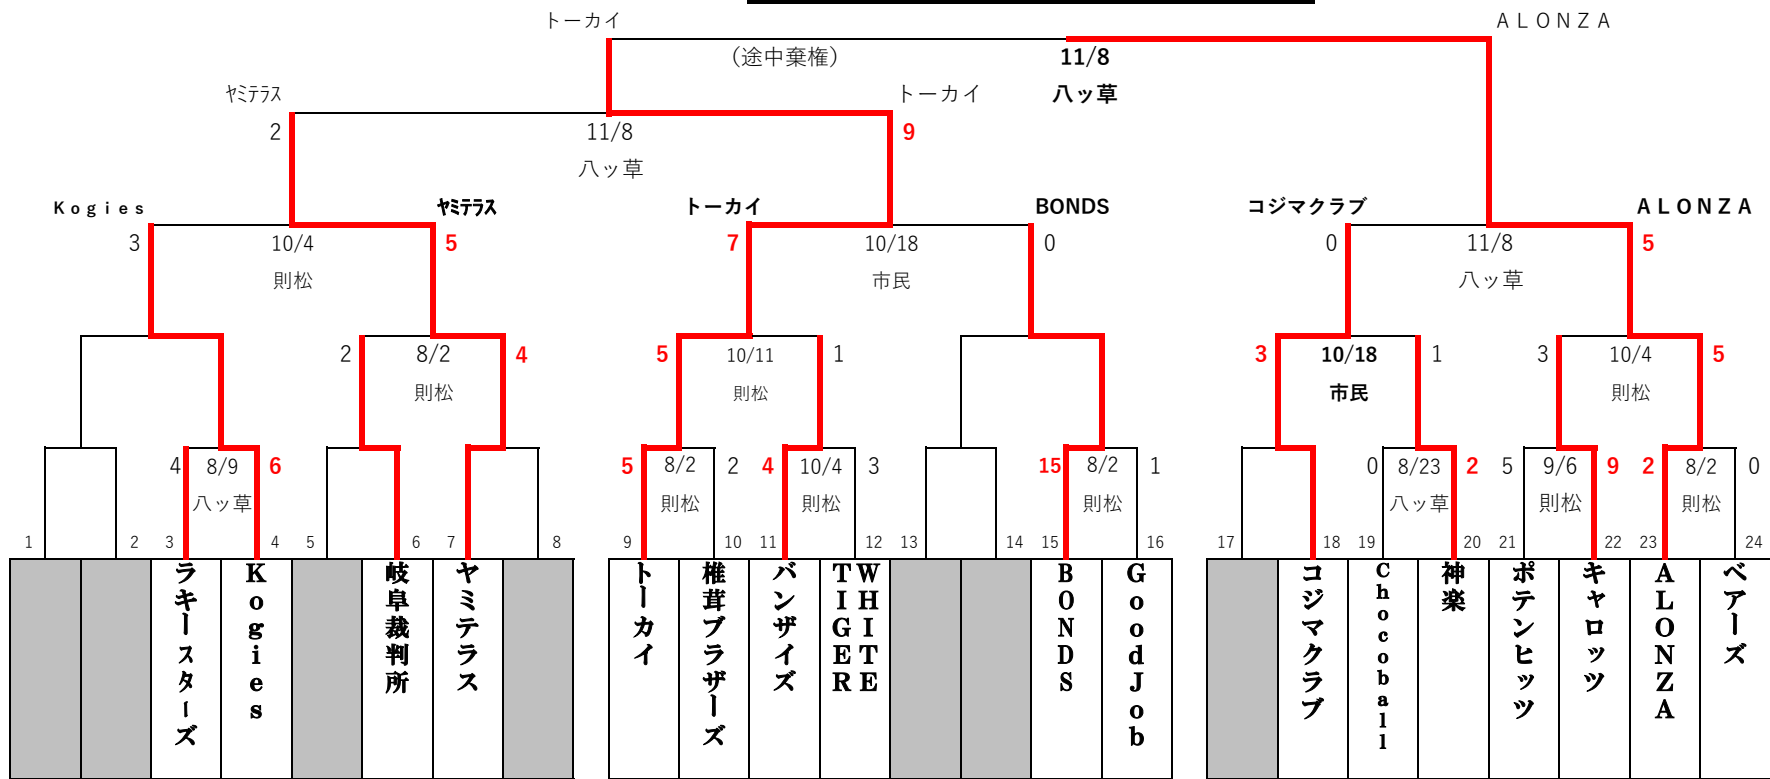 トーカイ ＡＬＯＮＺＡ
(途中棄権) 11/8
ﾔﾐﾃﾗｽ トーカイ 八ッ草
2 11/8 9
八ッ草
Ｋｏｇｉｅｓ ﾔﾐﾃﾗｽ トーカイ BONDS コジマクラブ ＡＬＯＮＺＡ
3 10/4 5 7 10/18 0 0 11/8 5
則松 市民 八ッ草
2 8/2 4 5 10/11 1 3 10/18 1 3 10/4 5
則松 則松 市民 則松
4 8/9 6 5 8/2 2 4 10/4 3 15 8/2 1 0 8/23 2 5 9/6 9 2 8/2 0
八ッ草 則松 則松 則松 八ッ草 則松 則松
1 2 3 4 5 6 7 8 9 10 11 12 13 14 15 16 17 18 19 20 21 22 23 24
ラキースターズ
Kogies
岐阜裁判所
ヤミテラス
トーカイ
椎茸ブラザーズ
バンザイズ
WHITE
TIGER
BONDS
GoodJob
コジマクラブ
Chocoball
神楽
ポテンヒッツ
キャロッツ
ALONZA
ベアーズ